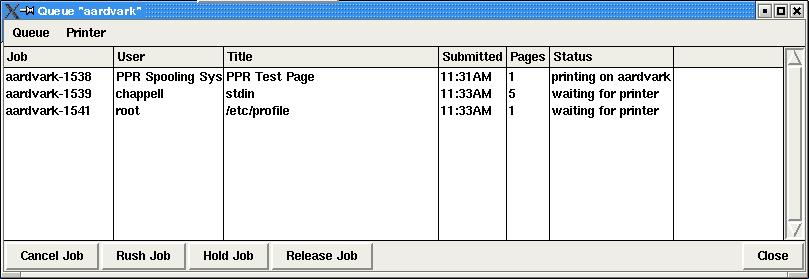 Queue "aardvark"
Queue Printer
Job User Title Submitted Pages Status
aardvark-1538 PPR Spooling Sys PPR Test Page 11:31AM 1 printing on aardvark
aardvark-1539 chappell stdin 11:33AM 5 waiting for printer
aardvark-1541 root /etc/profile 11:33AM 1 waiting for printer
Cancel Job Rush Job Hold Job Release Job Close